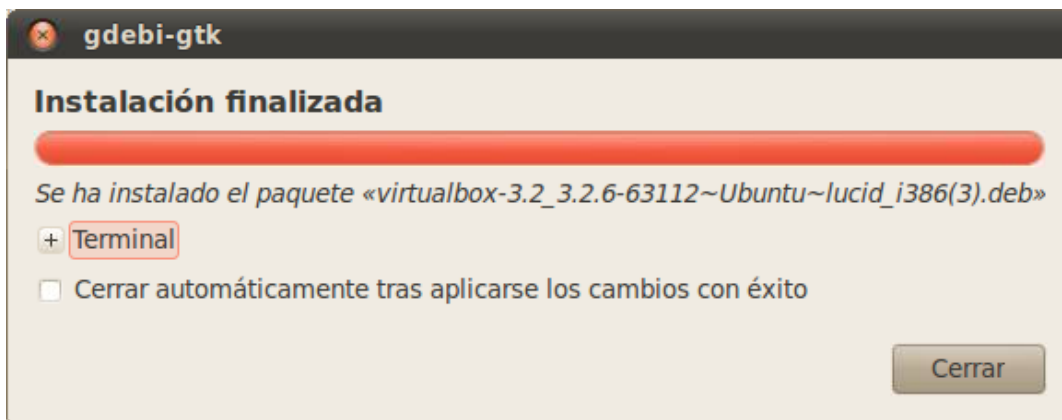 gdebi-gtk
Instalación finalizada
Se ha instalado el paquete «virtualbox-3.2_3.2.6-63112~Ubuntu~lucid_i386(3).deb»
Terminal
Cerrar automáticamente tras aplicarse los cambios con éxito
Cerrar